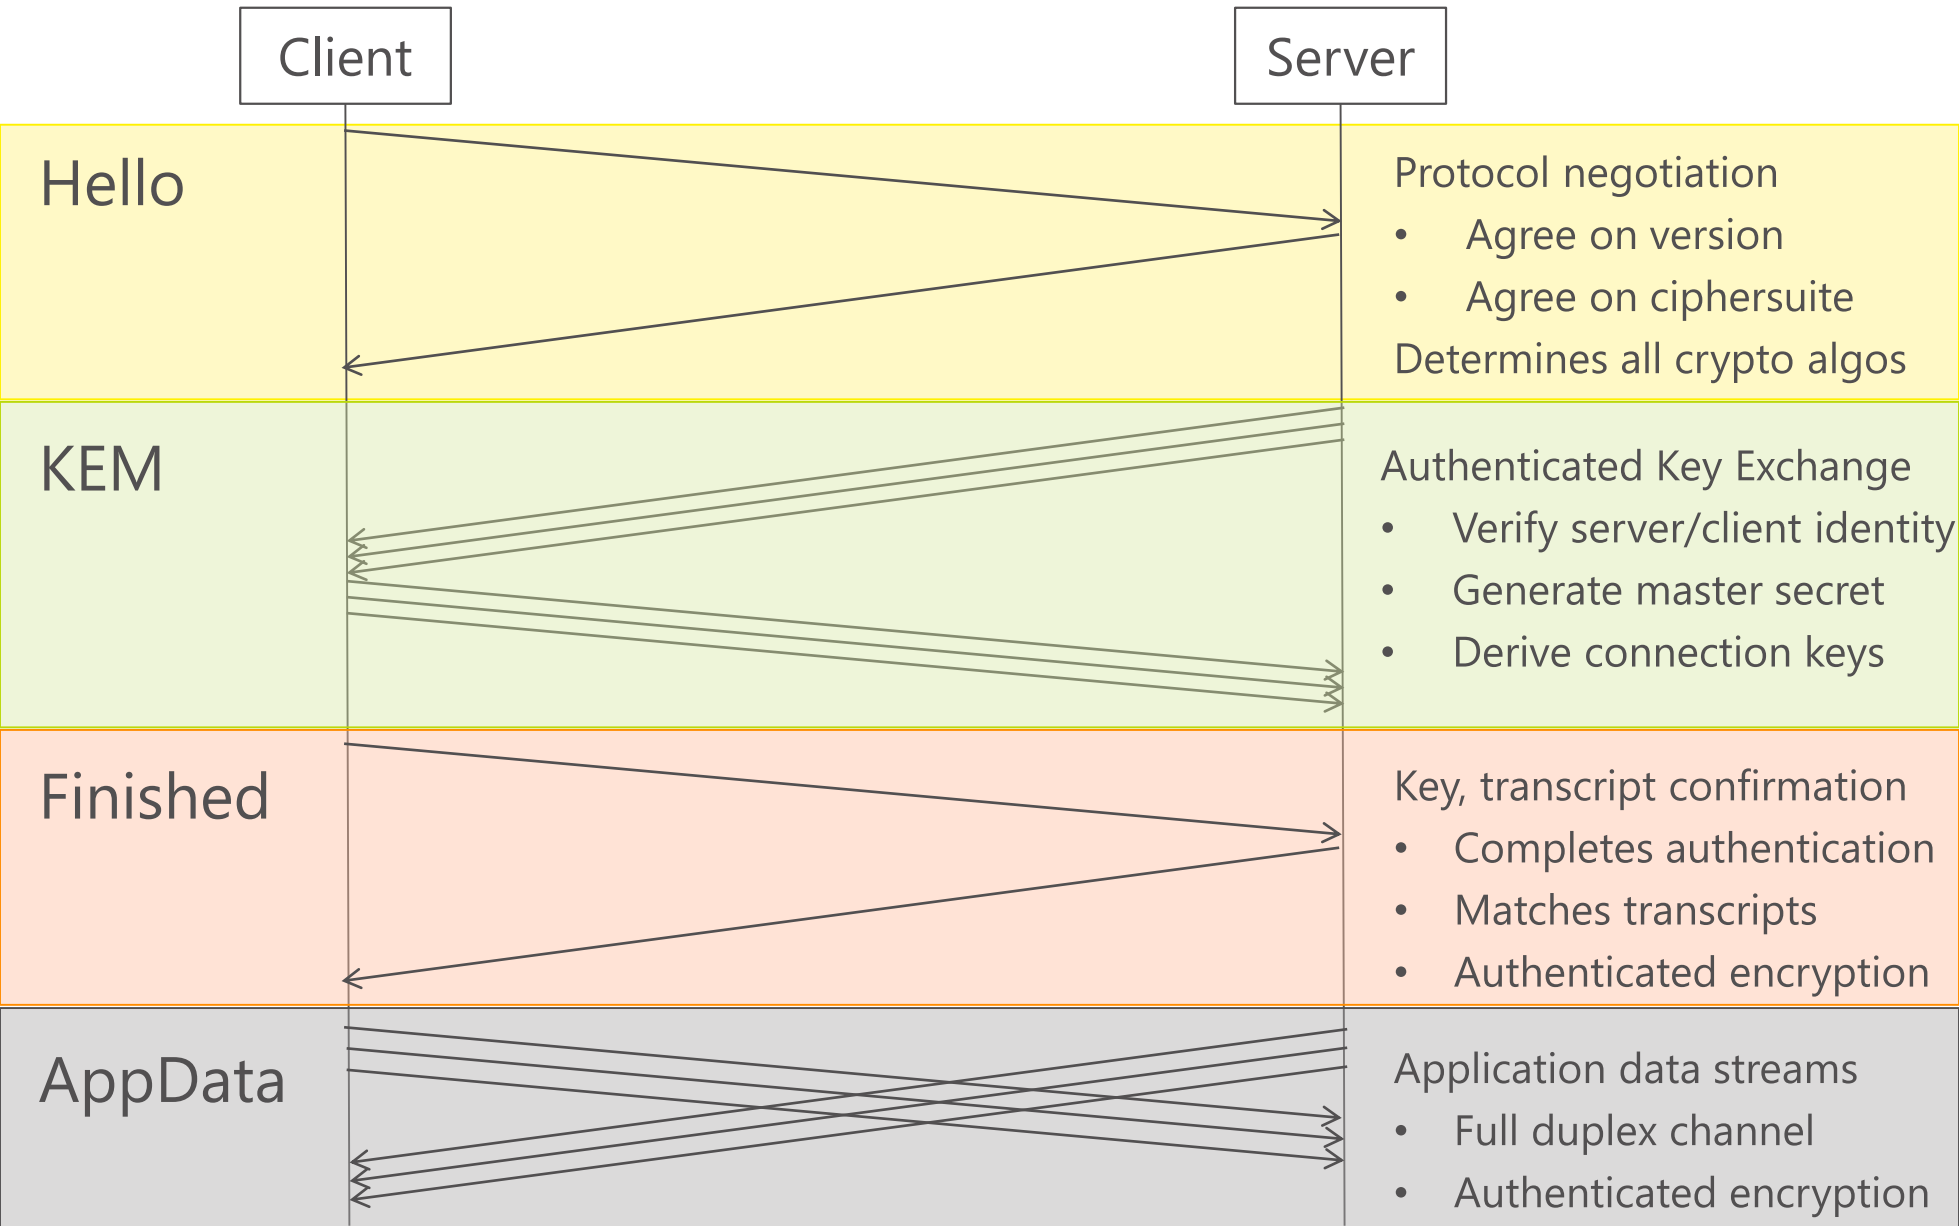 Client
Server
Hello
Protocol negotiation
• Agree on version
• Agree on ciphersuite
Determines all crypto algos
KEM
Authenticated Key Exchange
• Verify server/client identity
• Generate master secret
• Derive connection keys
Finished
Key, transcript confirmation
• Completes authentication
• Matches transcripts
• Authenticated encryption
AppData
Application data streams
• Full duplex channel
• Authenticated encryption